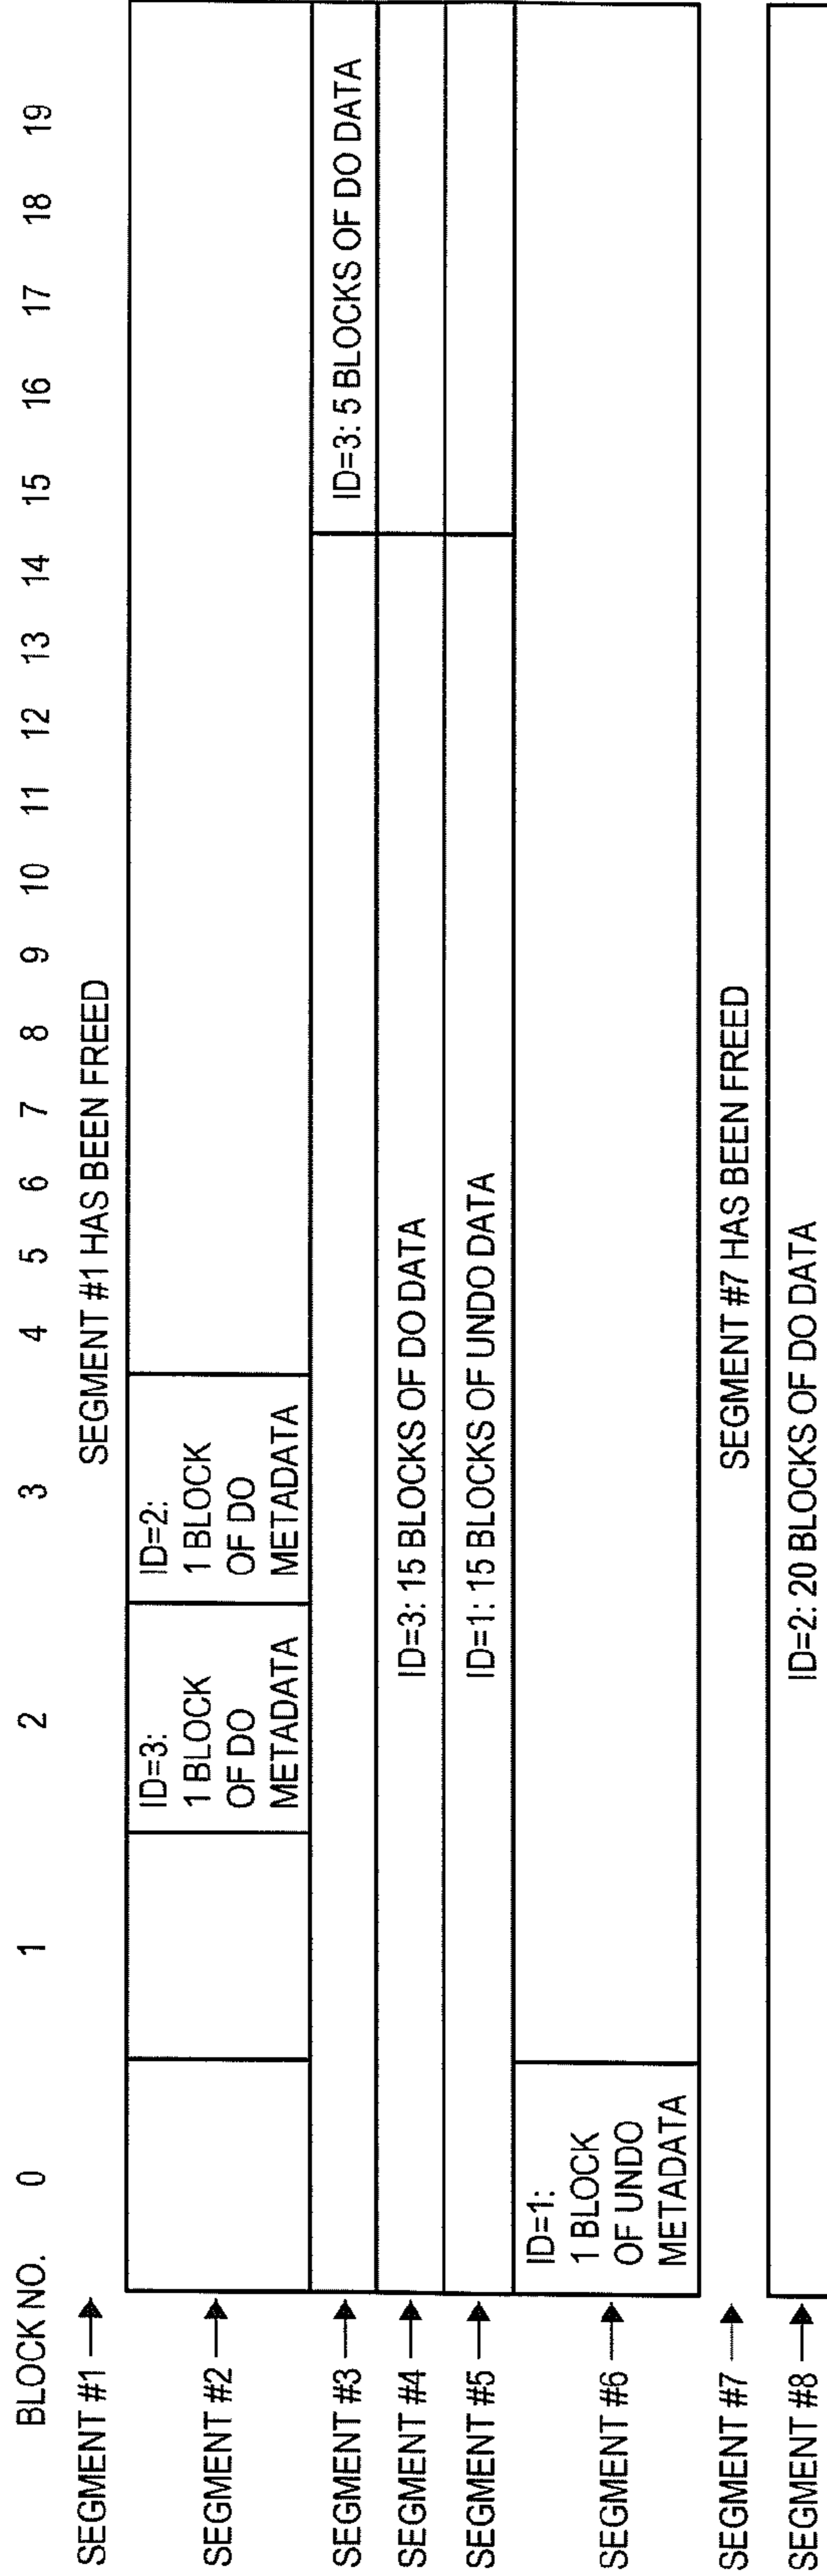 BLOCK NO. 0 1 2 3 4 5 6 7 8 9 10 11 12 13 14 15 16 17 18 19
SEGMENT #1 SEGMENT #1 HAS BEEN FREED
SEGMENT #2
ID=3:
1 BLOCK
OF DO
METADATA
ID=2:
1 BLOCK
OF DO
METADATA
SEGMENT #3 ID=3: 5 BLOCKS OF DO DATA
SEGMENT #4 ID=3: 15 BLOCKS OF DO DATA
SEGMENT #5 ID=1: 15 BLOCKS OF UNDO DATA
SEGMENT #6
ID=1:
1 BLOCK
OF UNDO
METADATA
SEGMENT #7 SEGMENT #7 HAS BEEN FREED
SEGMENT #8 ID=2: 20 BLOCKS OF DO DATA